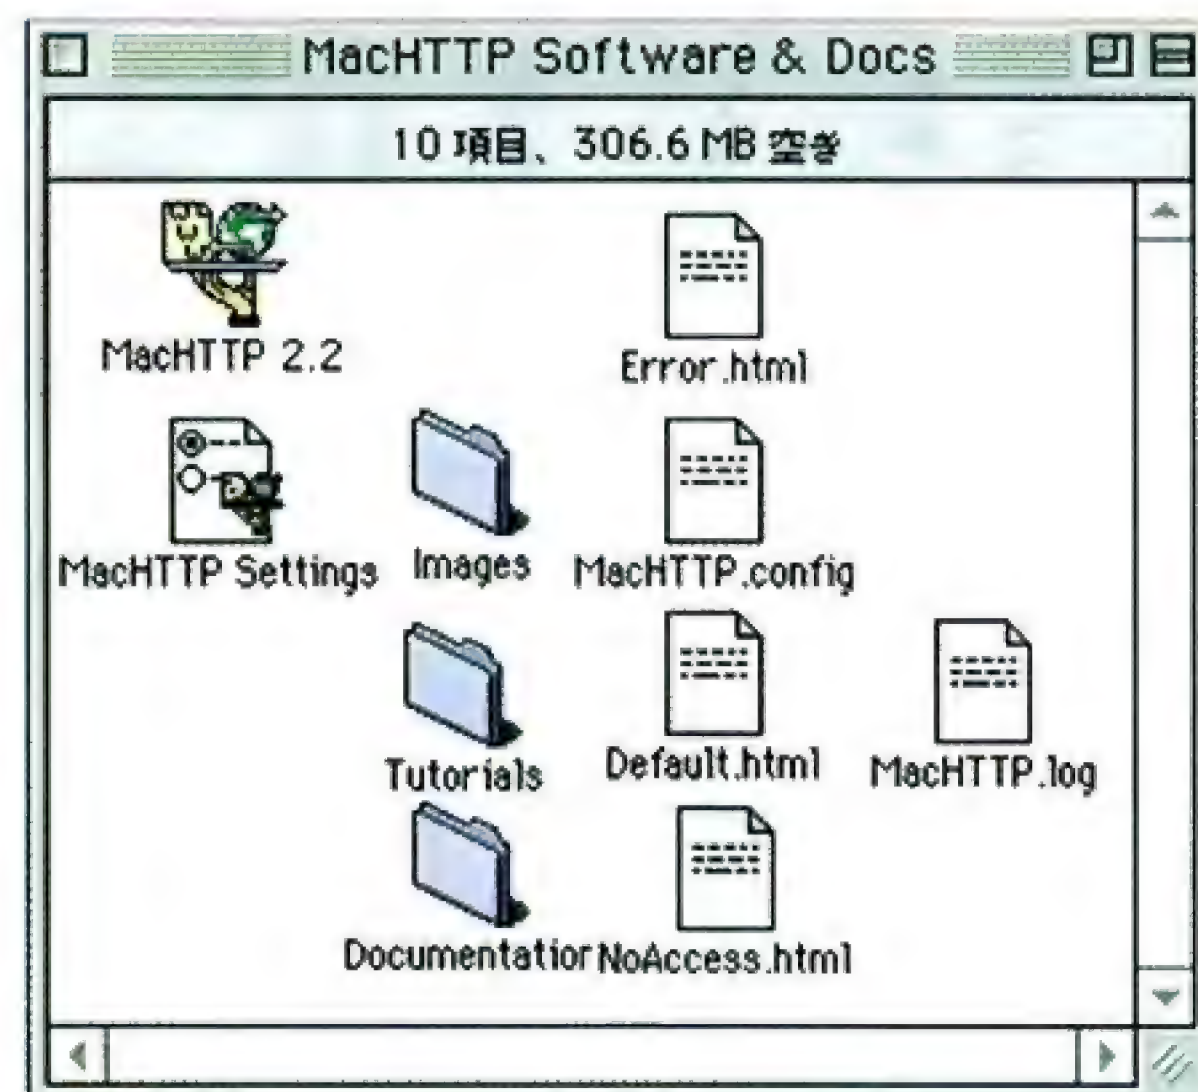 MacHTTP Software & Docs
10 項目、306.6 MB 空き
MacHTTP 2.2
Error.html
MacHTTP Settings
Images
MacHTTP.config
Tutorials
Default.html
MacHTTP.log
Documentation
NoAccess.html